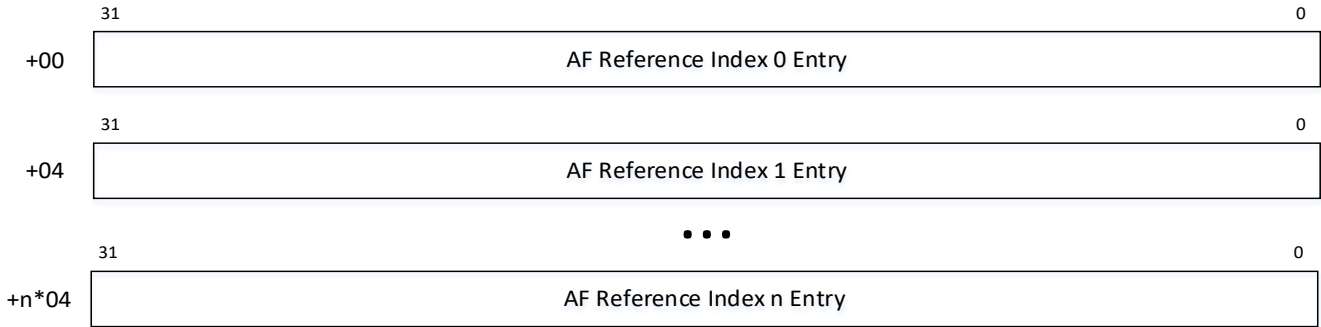 31 0
+00 AF Reference Index 0 Entry
31 0
+04 AF Reference Index 1 Entry
...
31 0
+n*04 AF Reference Index n Entry